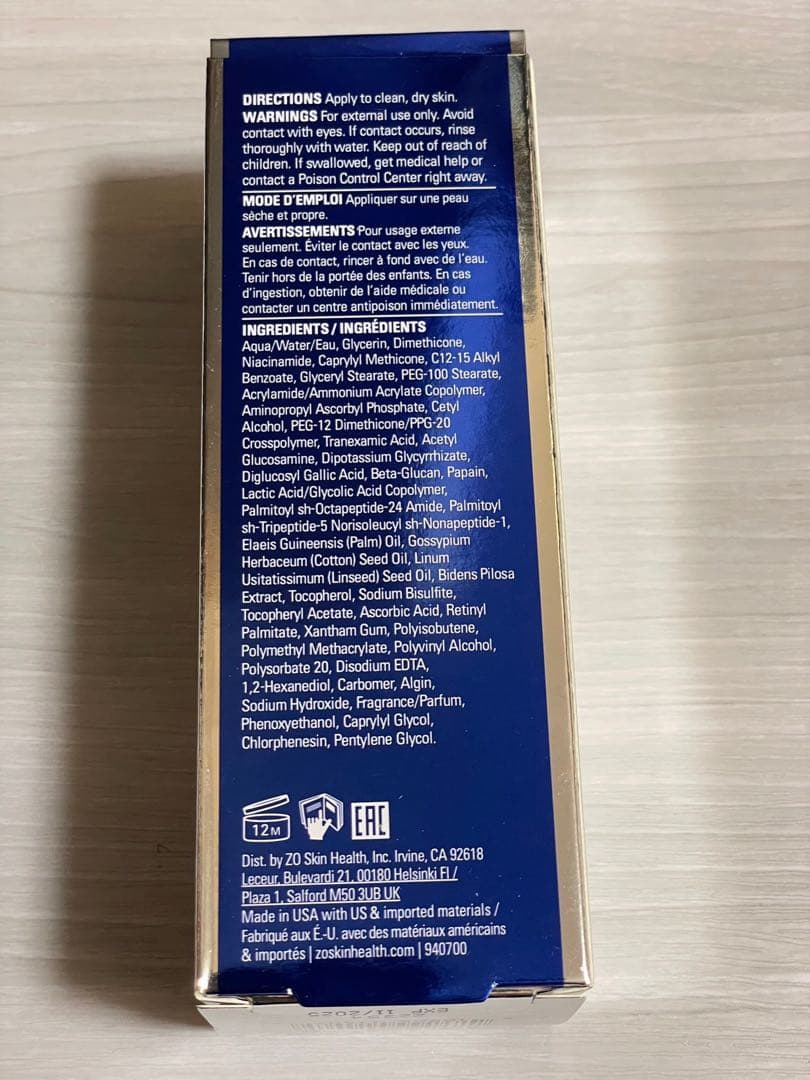 DIRECTIONS Apply to clean, dry skin.
WARNINGS For external use only. Avoid
contact with eyes. If contact occurs, rinse
thoroughly with water. Keep out of reach of
children. If swallowed, get medical help or
contact a Poison Control Center right away.
MODE D'EMPLOI Appliquer sur une peau
sèche et propre.
AVERTISSEMENTS Pour usage externe
seulement. Éviter le contact avec les yeux.
En cas de contact, rincer à fond avec de l'eau.
Tenir hors de la portée des enfants. En cas
d'ingestion, obtenir de l'aide médicale ou
contacter un centre antipoison immédiatement.
INGREDIENTS / INGRÉDIENTS
Aqua/Water/Eau, Glycerin, Dimethicone,
Niacinamide, Caprylyl Methicone, C12-15 Alkyl
Benzoate, Glyceryl Stearate, PEG-100 Stearate,
Acrylamide/Ammonium Acrylate Copolymer,
Aminopropyl Ascorbyl Phosphate, Cetyl
Alcohol, PEG-12 Dimethicone/PPG-20
Crosspolymer, Tranexamic Acid, Acetyl
Glucosamine, Dipotassium Glycyrrhizate,
Diglucosyl Gallic Acid, Beta-Glucan, Papain,
Lactic Acid/Glycolic Acid Copolymer,
Palmitoyl sh-Octapeptide-24 Amide, Palmitoyl
sh-Tripeptide-5 Norisoleucyl sh-Nonapeptide-1,
Elaeis Guineensis (Palm) Oil, Gossypium
Herbaceum (Cotton) Seed Oil, Linum
Usitatissimum (Linseed) Seed Oil, Bidens Pilosa
Extract, Tocopherol, Sodium Bisulfite,
Tocopheryl Acetate, Ascorbic Acid, Retinyl
Palmitate, Xantham Gum, Polyisobutene,
Polymethyl Methacrylate, Polyvinyl Alcohol,
Polysorbate 20, Disodium EDTA,
1,2-Hexanediol, Carbomer, Algin,
Sodium Hydroxide, Fragrance/Parfum,
Phenoxyethanol, Caprylyl Glycol,
Chlorphenesin, Pentylene Glycol.
12M
EAC
Dist. by ZO Skin Health, Inc. Irvine, CA 92618
Leceur, Bulevardi 21, 00180 Helsinki FI /
Plaza 1, Salford M50 3UB UK
Made in USA with US & imported materials /
Fabriqué aux É.-U. avec des matériaux américains
& importés | zoskinhealth.com | 940700
EXP 11/2025